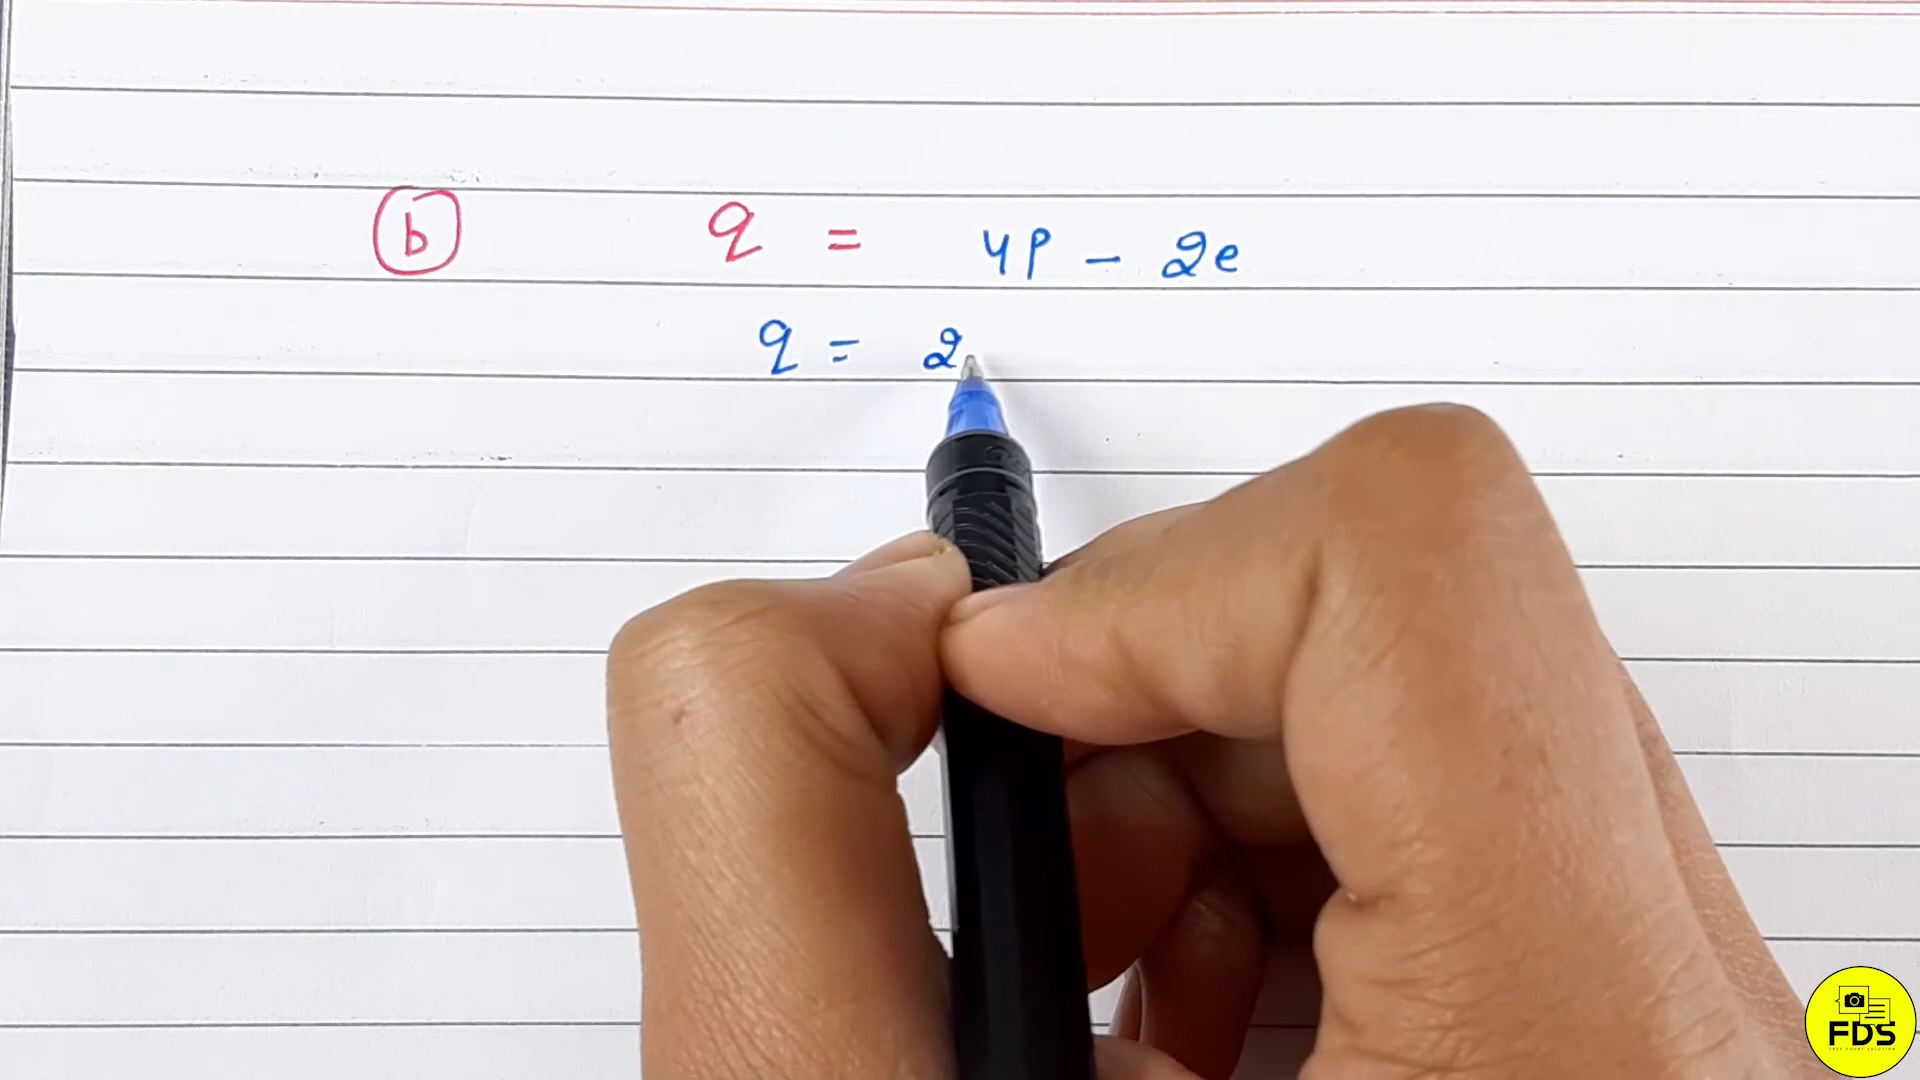 b q = 4p - 2e
q = 2
FDS